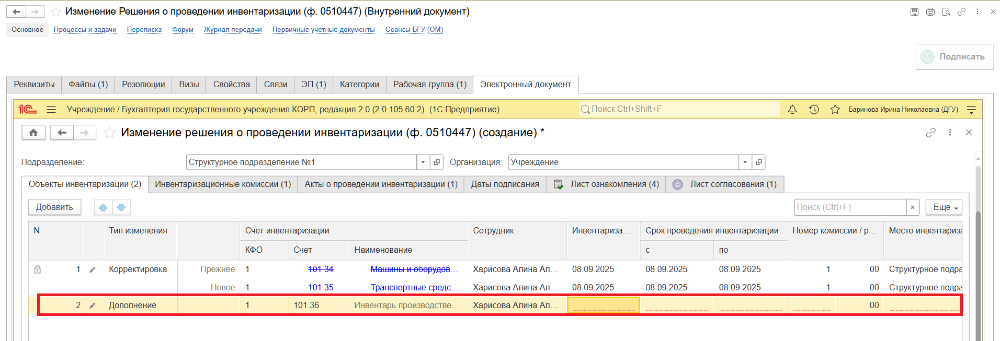 Изменение Решения о проведении инвентаризации (ф. 0510447) (Внутренний документ)
Основное Процессы и задачи Переписка Форум Журнал передачи Первичные учетные документы Сеансы БГУ (ОМ)
Подписать
Реквизиты Файлы (1) Резолюции Визы Свойства Связи ЭП (1) Категории Рабочая группа (1) Электронный документ
1С Учреждение / Бухгалтерия государственного учреждения КОРП, редакция 2.0 (2.0.105.60.2) (1С:Предприятие) Поиск Ctrl+Shift+F Баринова Ирина Николаевна (ДГУ)
Изменение решения о проведении инвентаризации (ф. 0510447) (создание) *
Подразделение: Структурное подразделение №1 Организация: Учреждение
Объекты инвентаризации (2) Инвентаризационные комиссии (1) Акты о проведении инвентаризации (1) Даты подписания Лист ознакомления (4) Лист согласования (1)
Добавить Поиск (Ctrl+F) × Еще
N Тип изменения Счет инвентаризации Сотрудник Инвентариза... Срок проведения инвентаризации Номер комиссии / р... Место инвентариза
КФО Счет Наименование с по
1 Корректировка Прежнее 1 101.34 Машины и оборудов... Харисова Алина Ал... 08.09.2025 08.09.2025 08.09.2025 1 00 Структурное подра
Новое 1 101.35 Транспортные средс... Харисова Алина Ал... 08.09.2025 08.09.2025 08.09.2025 1 00 Структурное подра
2 Дополнение 1 101.36 Инвентарь производстве... Харисова Алина Ал... 00